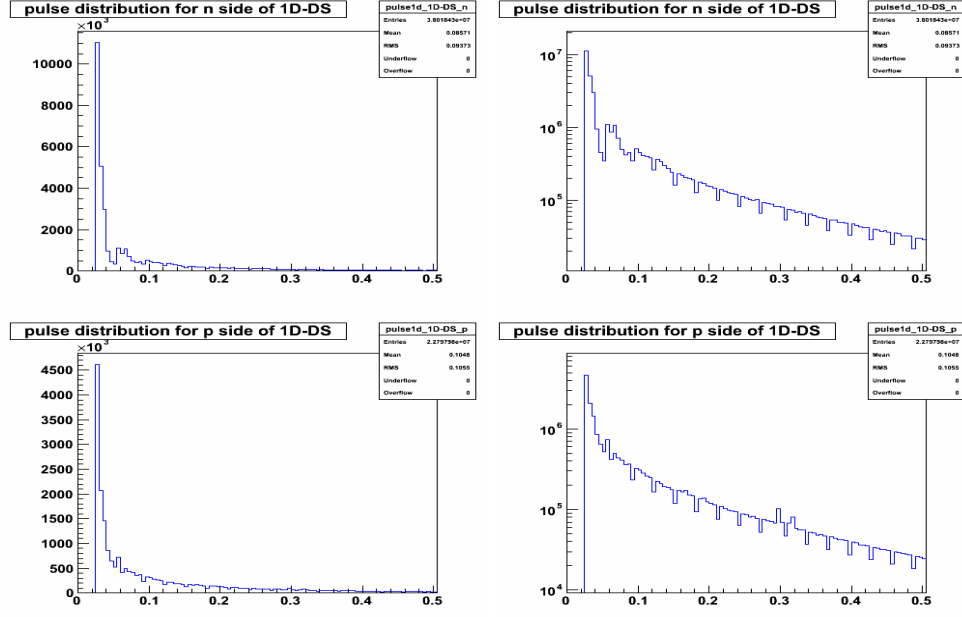 pulse distribution for n side of 1D-DS
pulse1d_1D-DS_n
Entries 3.801843e+07
Mean 0.08571
RMS 0.09373
Underflow 0
Overflow 0
×10³
10000
8000
6000
4000
2000
0
0 0.1 0.2 0.3 0.4 0.5
pulse distribution for n side of 1D-DS
pulse1d_1D-DS_n
Entries 3.801843e+07
Mean 0.08571
RMS 0.09373
Underflow 0
Overflow 0
10⁷
10⁶
10⁵
0 0.1 0.2 0.3 0.4 0.5
pulse distribution for p side of 1D-DS
pulse1d_1D-DS_p
Entries 2.279798e+07
Mean 0.1048
RMS 0.1055
Underflow 0
Overflow 0
×10³
4500
4000
3500
3000
2500
2000
1500
1000
500
0
0 0.1 0.2 0.3 0.4 0.5
pulse distribution for p side of 1D-DS
pulse1d_1D-DS_p
Entries 2.279798e+07
Mean 0.1048
RMS 0.1055
Underflow 0
Overflow 0
10⁶
10⁵
10⁴
0 0.1 0.2 0.3 0.4 0.5